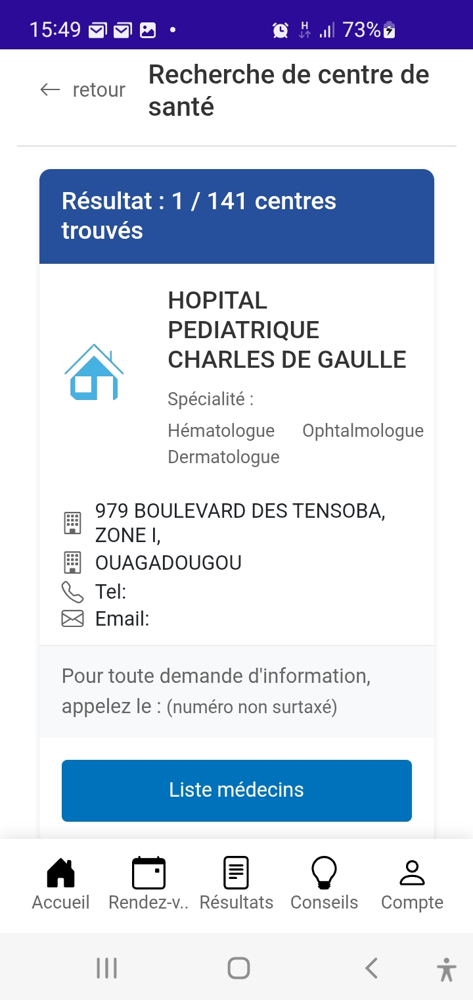 15:49
H
73%
retour
Recherche de centre de
santé
Résultat : 1 / 141 centres
trouvés
HOPITAL
PEDIATRIQUE
CHARLES DE GAULLE
Spécialité :
Hématologue Ophtalmologue
Dermatologue
979 BOULEVARD DES TENSOBA,
ZONE I,
OUAGADOUGOU
Tel:
Email:
Pour toute demande d'information,
appelez le : (numéro non surtaxé)
Liste médecins
Accueil Rendez-v.. Résultats Conseils Compte